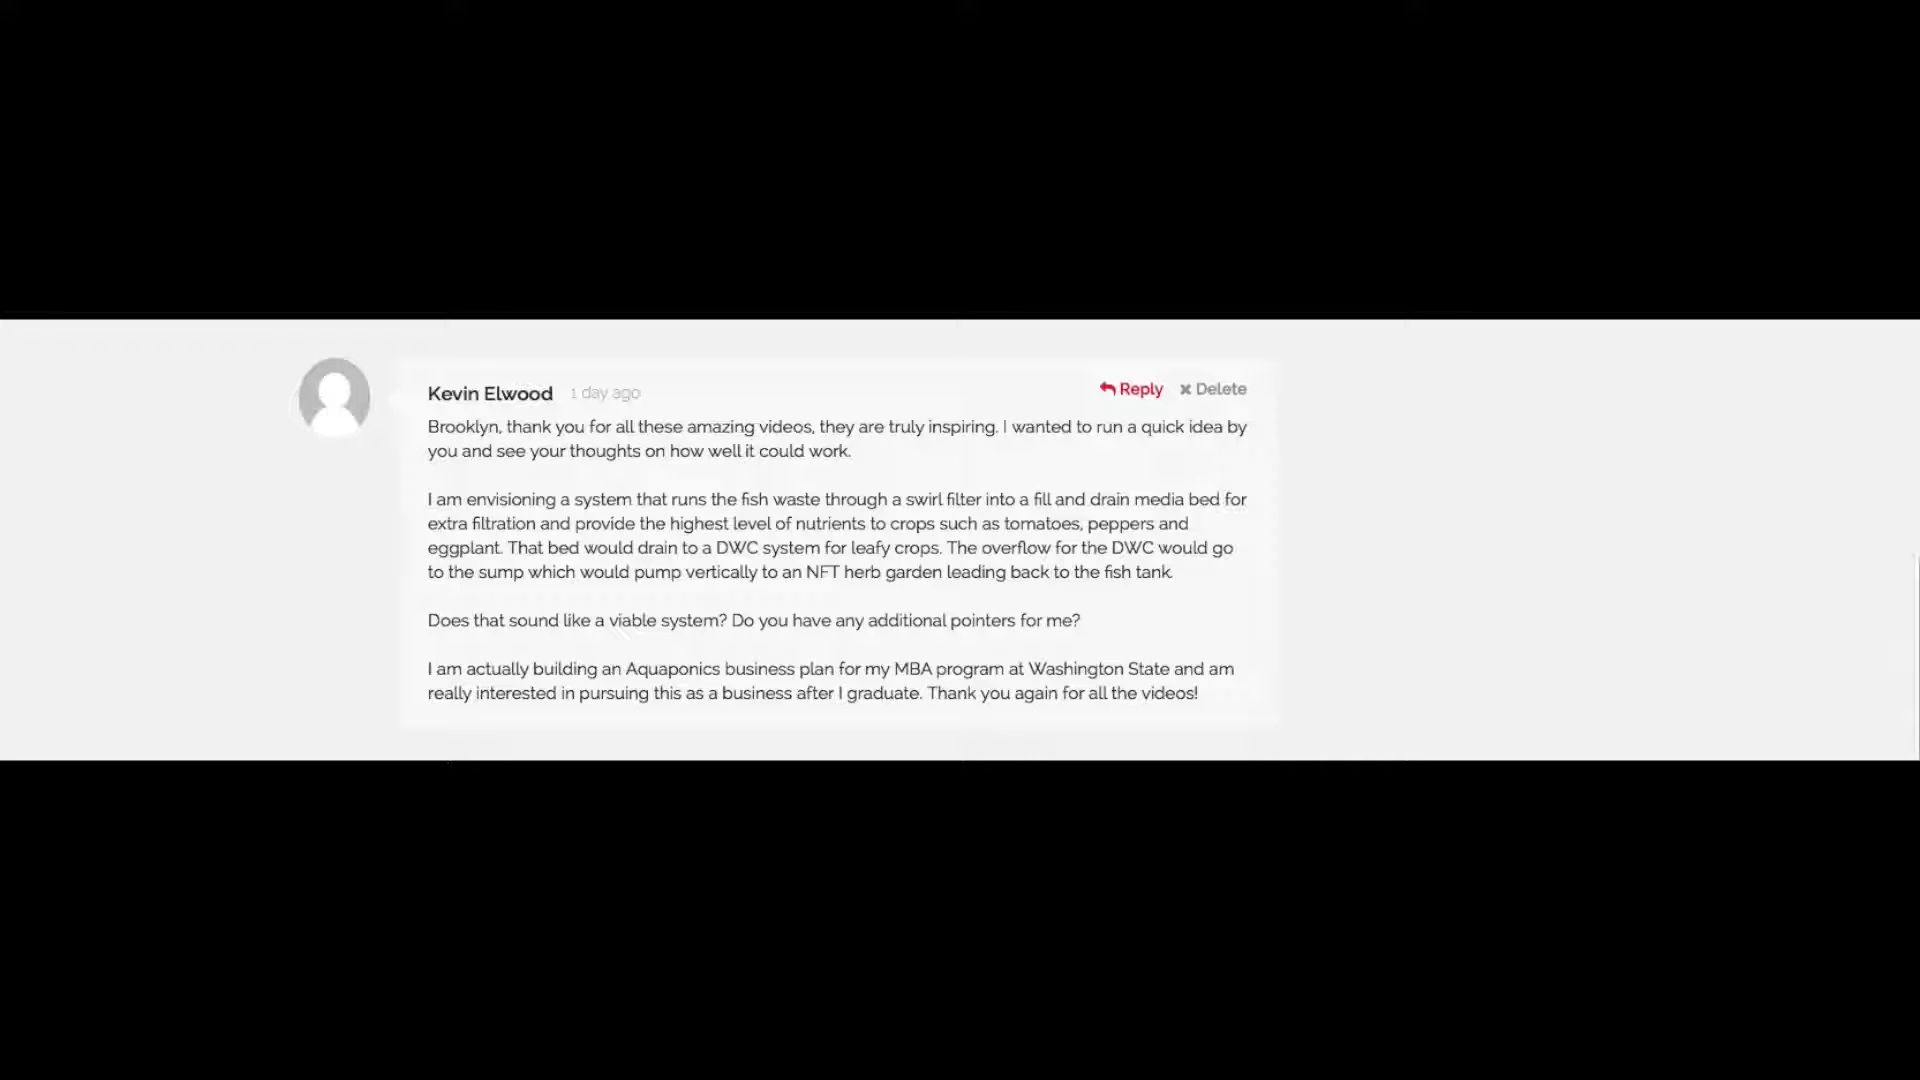 Kevin Elwood 1 day ago Reply Delete
Brooklyn, thank you for all these amazing videos, they are truly inspiring. I wanted to run a quick idea by
you and see your thoughts on how well it could work.
I am envisioning a system that runs the fish waste through a swirl filter into a fill and drain media bed for
extra filtration and provide the highest level of nutrients to crops such as tomatoes, peppers and
eggplant. That bed would drain to a DWC system for leafy crops. The overflow for the DWC would go
to the sump which would pump vertically to an NFT herb garden leading back to the fish tank.
Does that sound like a viable system? Do you have any additional pointers for me?
I am actually building an Aquaponics business plan for my MBA program at Washington State and am
really interested in pursuing this as a business after I graduate. Thank you again for all the videos!